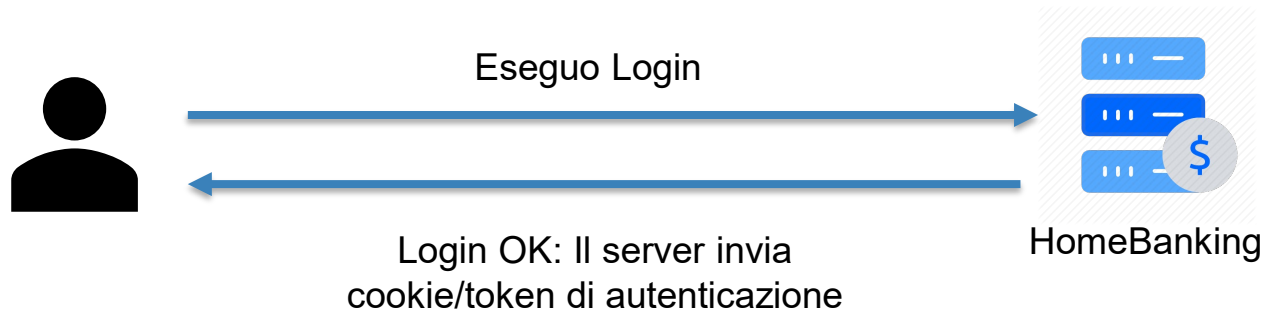 Eseguo Login
$
Login OK: Il server invia
cookie/token di autenticazione
HomeBanking